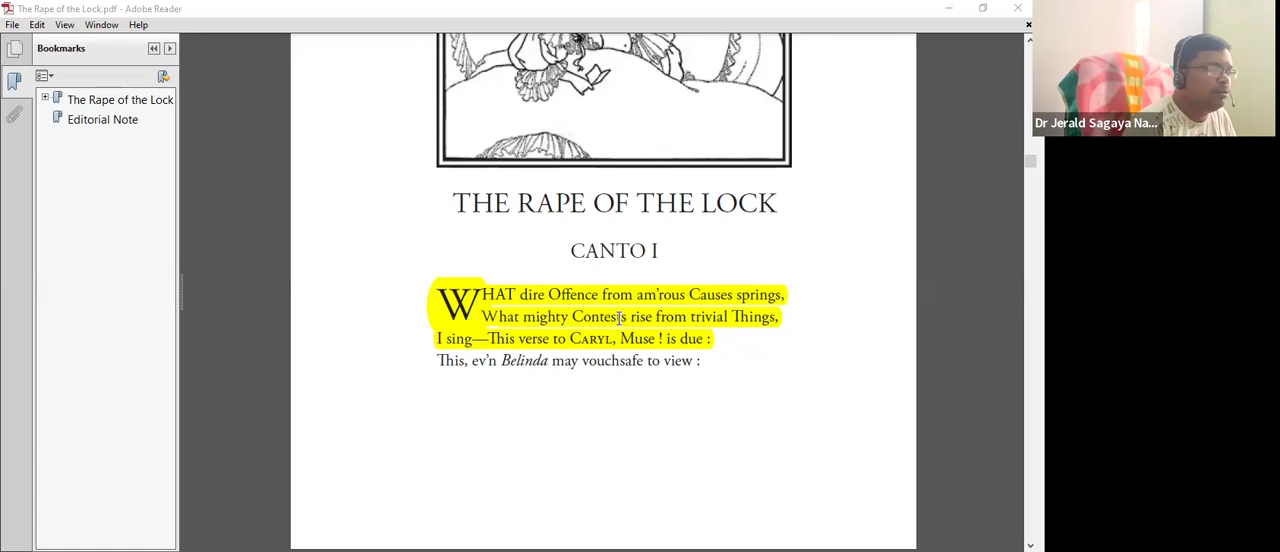 The Rape of the Lock.pdf - Adobe Reader
File Edit View Window Help
Bookmarks
The Rape of the Lock
Editorial Note
THE RAPE OF THE LOCK
CANTO I
WHAT dire Offence from am'rous Causes springs,
What mighty Contests rise from trivial Things,
I sing—This verse to CARYL, Muse ! is due :
This, ev'n Belinda may vouchsafe to view :
Dr Jerald Sagaya Na...